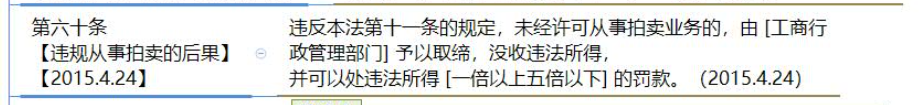 第六十条
【违规从事拍卖的后果】
【2015.4.24】
违反本法第十一条的规定，未经许可从事拍卖业务的，由 [工商行
政管理部门] 予以取缔，没收违法所得，
并可以处违法所得 [一倍以上五倍以下] 的罚款。（2015.4.24）